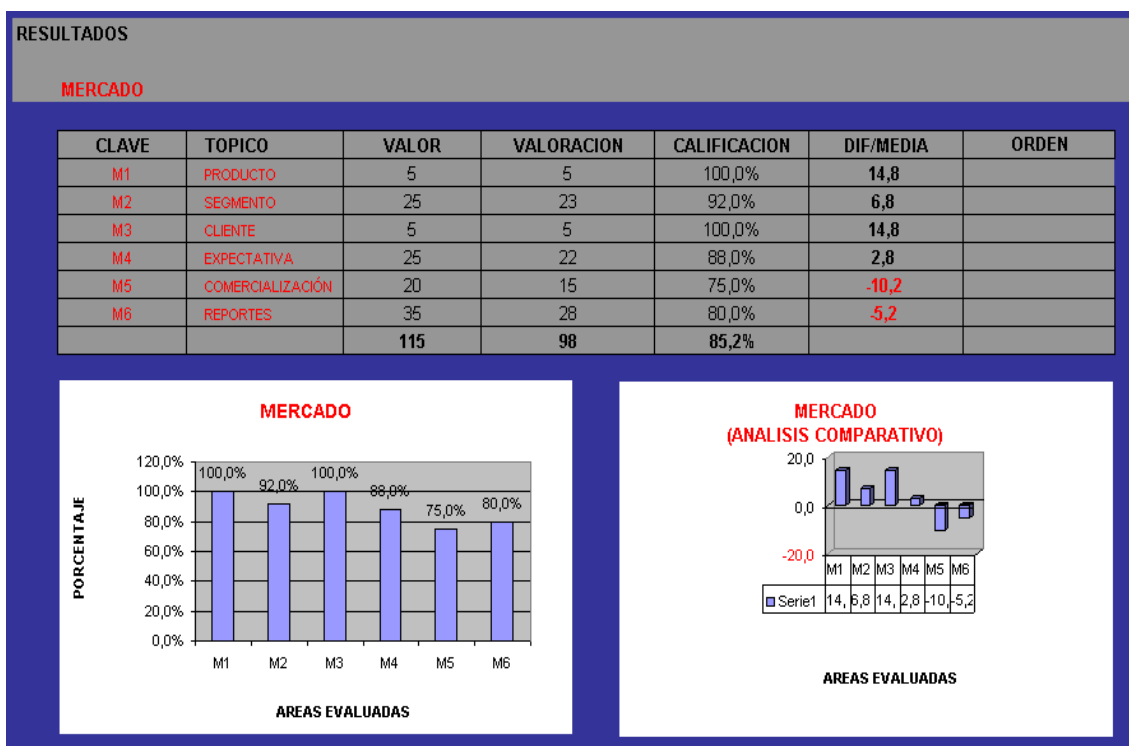 RESULTADOS
MERCADO
CLAVE TOPICO VALOR VALORACION CALIFICACION DIF/MEDIA ORDEN
M1 PRODUCTO 5 5 100,0% 14,8
M2 SEGMENTO 25 23 92,0% 6,8
M3 CLIENTE 5 5 100,0% 14,8
M4 EXPECTATIVA 25 22 88,0% 2,8
M5 COMERCIALIZACIÓN 20 15 75,0% -10,2
M6 REPORTES 35 28 80,0% -5,2
115 98 85,2%
MERCADO
PORCENTAJE
120,0%
100,0%
80,0%
60,0%
40,0%
20,0%
0,0%
100,0% 92,0% 100,0% 88,0% 75,0% 80,0%
M1 M2 M3 M4 M5 M6
AREAS EVALUADAS
MERCADO
(ANALISIS COMPARATIVO)
20,0
0,0
-20,0
M1 M2 M3 M4 M5 M6
Serie1 14, 6,8 14, 2,8 -10, -5,2
AREAS EVALUADAS